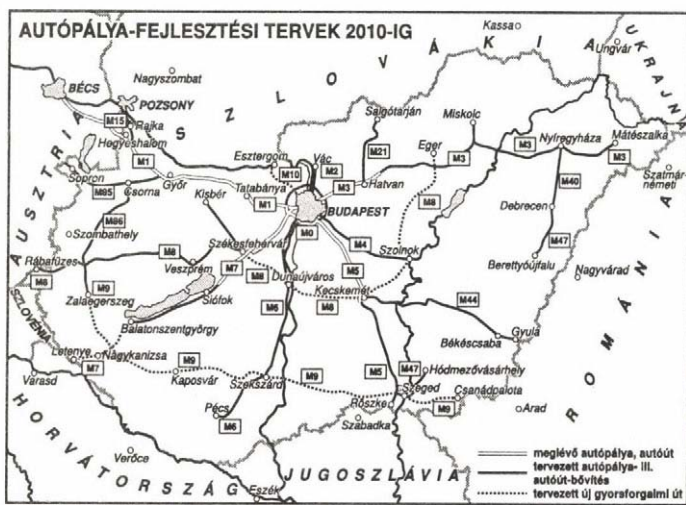 AUTÓPÁLYA-FEJLESZTÉSI TERVEK 2010-IG
Kassa
UKRAJNA
Ungvár
SZLOVÁKIA
BÉCS
Nagyszombat
POZSONY
M15
Rajka
Hegyeshalom
AUSZTRIA
Salgótarján
Miskolc
Nyíregyháza
Mátészalka
M3
M3
M3
Szatmár-
németi
Eger
M21
Vác
M2
Esztergom
M10
M3
Hatvan
M1
Sopron
M85
Csorna
Győr
Kisbér
Tatabánya
M1
BUDAPEST
M0
M8
M40
Debrecen
M86
Szombathely
Székesfehérvár
M7
M4
Szolnok
M47
Berettyóújfalu
Nagyvárad
Rábafüzes
M8
M8
Veszprém
M8
Dunaújváros
M5
Kecskemét
M8
M9
Zalaegerszeg
Siófok
M6
M44
SZLOVÉNIA
Balatonszentgyörgy
Békéscsaba
Gyula
ROMÁNIA
Letenye
Nagykanizsa
M7
M9
Varasd
Kaposvár
Szekszárd
M9
M5
M47
Hódmezővásárhely
Szeged
Csanádpalota
M9
Pécs
M6
Röszke
Szabadka
Arad
HORVÁTORSZÁG
Verőce
Eszék
JUGOSZLÁVIA
meglévő autópálya, autóút
tervezett autópálya- ill.
autóút-bővítés
tervezett új gyorsforgalmi út